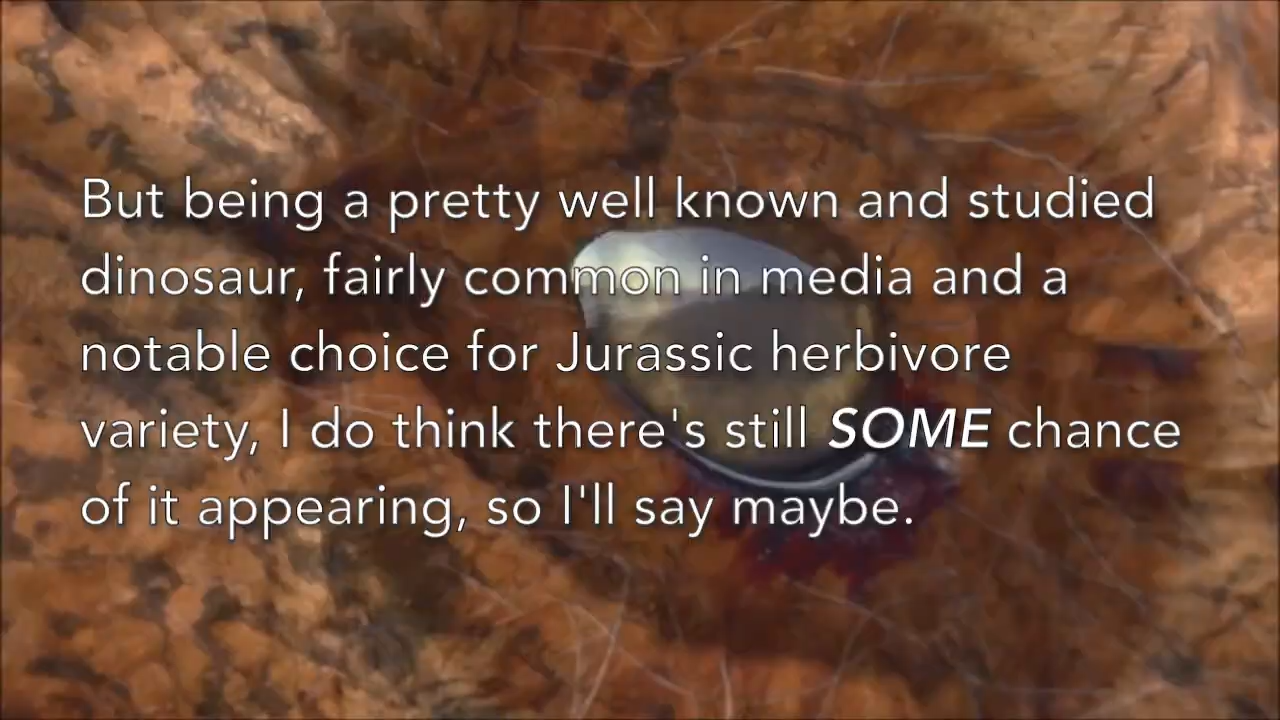 But being a pretty well known and studied
dinosaur, fairly common in media and a
notable choice for Jurassic herbivore
variety, I do think there's still SOME chance
of it appearing, so I'll say maybe.